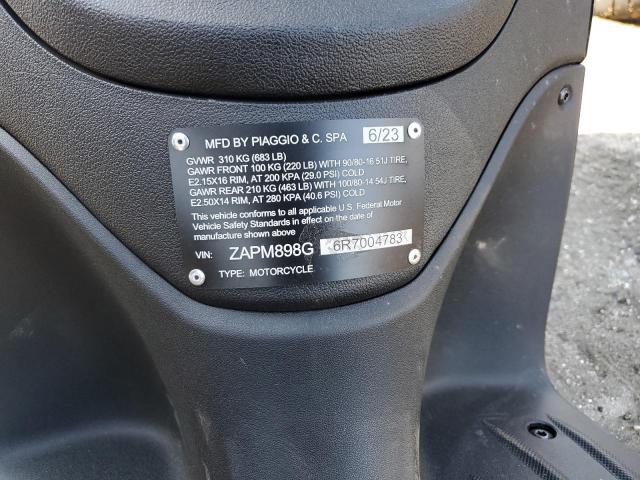 MFD BY PIAGGIO & C. SPA 6/23
GVWR 310 KG (683 LB)
GAWR FRONT 100 KG (220 LB) WITH 90/80-16 51J TIRE,
E2.15X16 RIM, AT 200 KPA (29.0 PSI) COLD
GAWR REAR 210 KG (463 LB) WITH 100/80-14 54J TIRE,
E2.50X14 RIM, AT 280 KPA (40.6 PSI) COLD
This vehicle conforms to all applicable U.S. Federal Motor
Vehicle Safety Standards in effect on the date of
manufacture shown above
VIN: ZAPM898G 6R7004783
TYPE: MOTORCYCLE